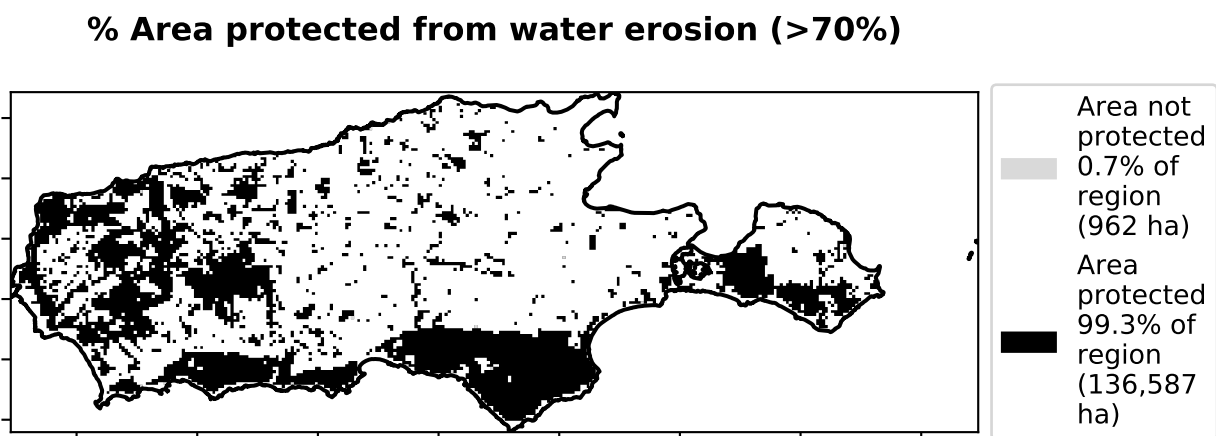 % Area protected from water erosion (>70%)
Area not
protected
0.7% of
region
(962 ha)
Area
protected
99.3% of
region
(136,587
ha)